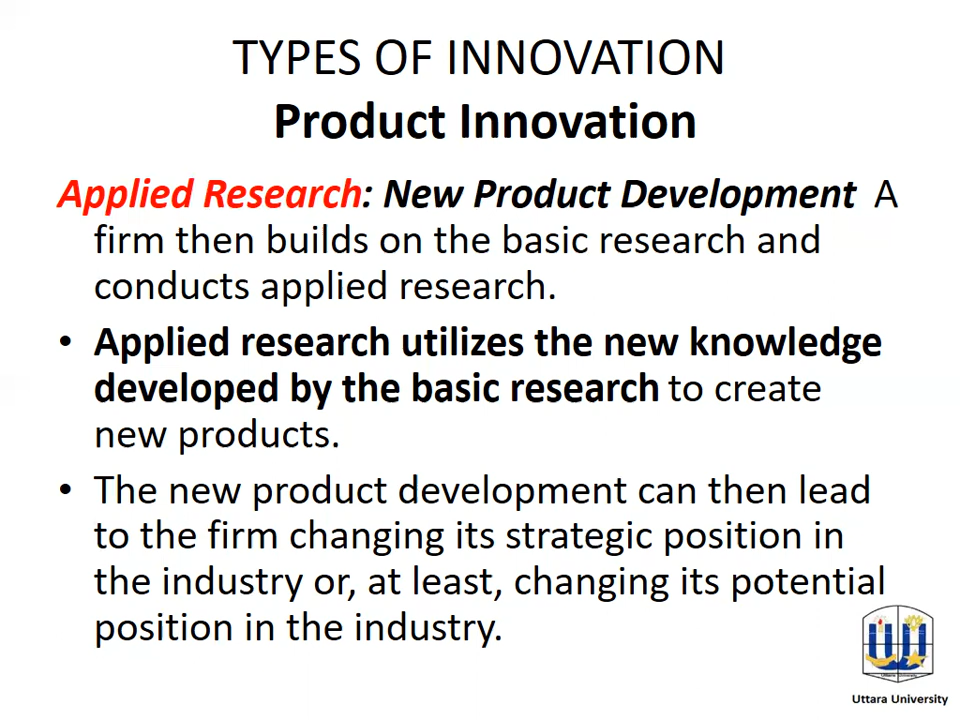 TYPES OF INNOVATION
Product Innovation
Applied Research: New Product Development A
firm then builds on the basic research and
conducts applied research.
• Applied research utilizes the new knowledge
developed by the basic research to create
new products.
• The new product development can then lead
to the firm changing its strategic position in
the industry or, at least, changing its potential
position in the industry.
Uttara University
Uttara University